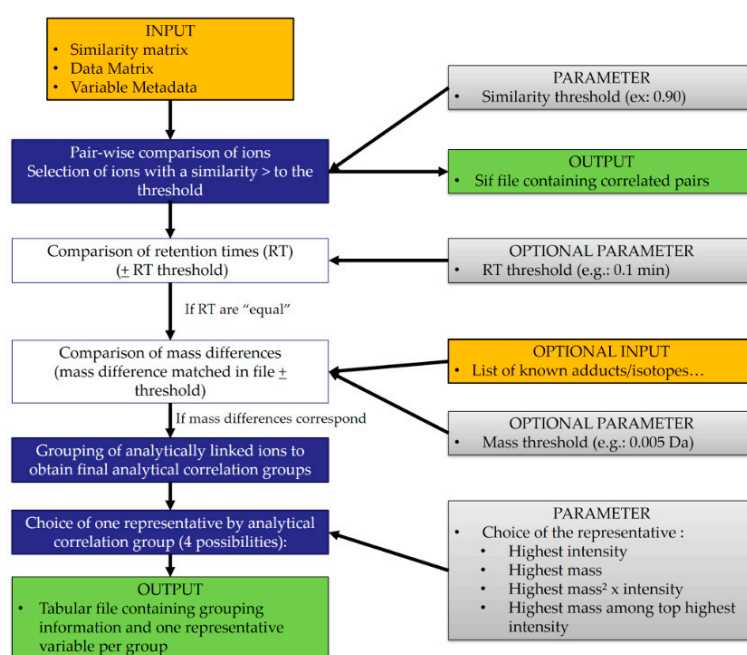 INPUT
• Similarity matrix
• Data Matrix
• Variable Metadata
PARAMETER
• Similarity threshold (ex: 0.90)
Pair-wise comparison of ions
Selection of ions with a similarity > to the
threshold
OUTPUT
• Sif file containing correlated pairs
Comparison of retention times (RT)
(± RT threshold)
OPTIONAL PARAMETER
• RT threshold (e.g.: 0.1 min)
If RT are “equal”
Comparison of mass differences
(mass difference matched in file ±
threshold)
OPTIONAL INPUT
• List of known adducts/isotopes…
OPTIONAL PARAMETER
• Mass threshold (e.g.: 0.005 Da)
If mass differences correspond
Grouping of analytically linked ions to
obtain final analytical correlation groups
Choice of one representative by analytical
correlation group (4 possibilities):
PARAMETER
• Choice of the representative :
• Highest intensity
• Highest mass
• Highest mass² x intensity
• Highest mass among top highest
intensity
OUTPUT
• Tabular file containing grouping
information and one representative
variable per group